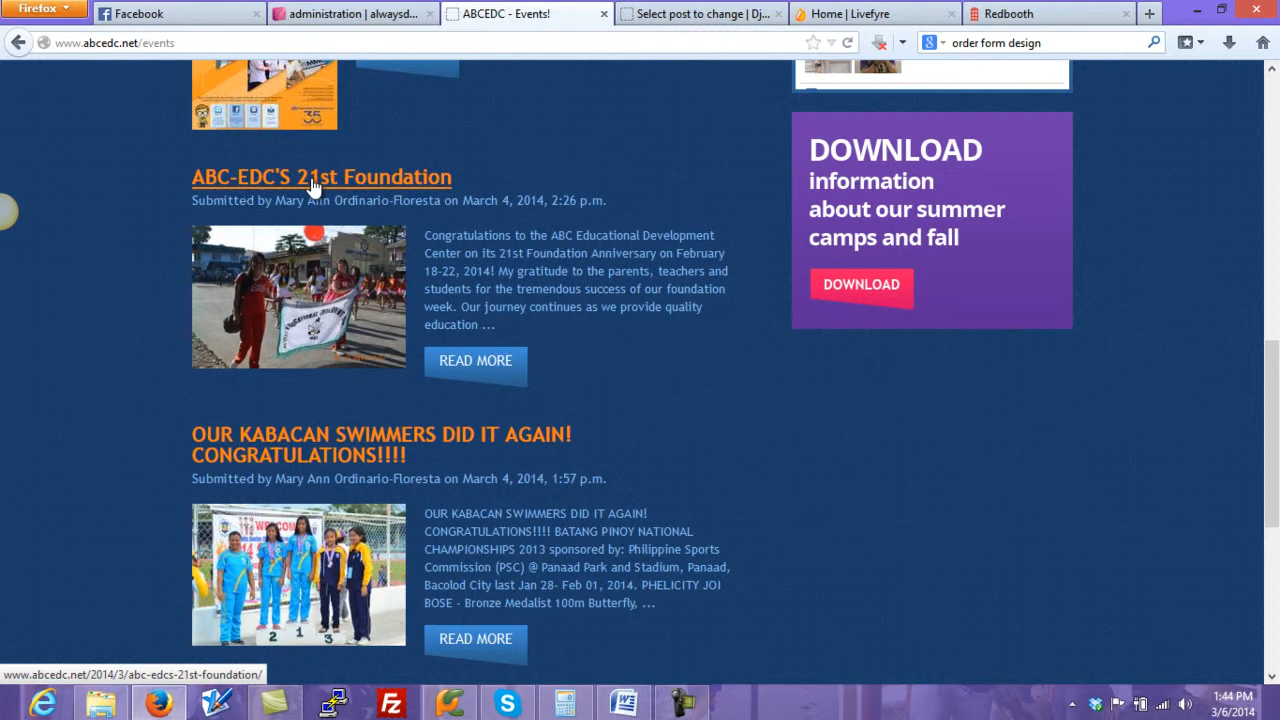 Firefox
Facebook
administration | alwaysd...
ABCEDC - Events!
Select post to change | Dj...
Home | Livefyre
Redbooth
www.abcedc.net/events
order form design
35
ABC-EDC'S 21st Foundation
Submitted by Mary Ann Ordinario-Floresta on March 4, 2014, 2:26 p.m.
Congratulations to the ABC Educational Development
Center on its 21st Foundation Anniversary on February
18-22, 2014! My gratitude to the parents, teachers and
students for the tremendous success of our foundation
week. Our journey continues as we provide quality
education ...
READ MORE
OUR KABACAN SWIMMERS DID IT AGAIN!
CONGRATULATIONS!!!!
Submitted by Mary Ann Ordinario-Floresta on March 4, 2014, 1:57 p.m.
OUR KABACAN SWIMMERS DID IT AGAIN!
CONGRATULATIONS!!!! BATANG PINOY NATIONAL
CHAMPIONSHIPS 2013 sponsored by: Philippine Sports
Commission (PSC) @ Panaad Park and Stadium, Panaad,
Bacolod City last Jan 28- Feb 01, 2014. PHELICITY JOI
BOSE - Bronze Medalist 100m Butterfly, ...
2 1 3
READ MORE
DOWNLOAD
information
about our summer
camps and fall
DOWNLOAD
www.abcedc.net/2014/3/abc-edcs-21st-foundation/
1:44 PM
3/6/2014